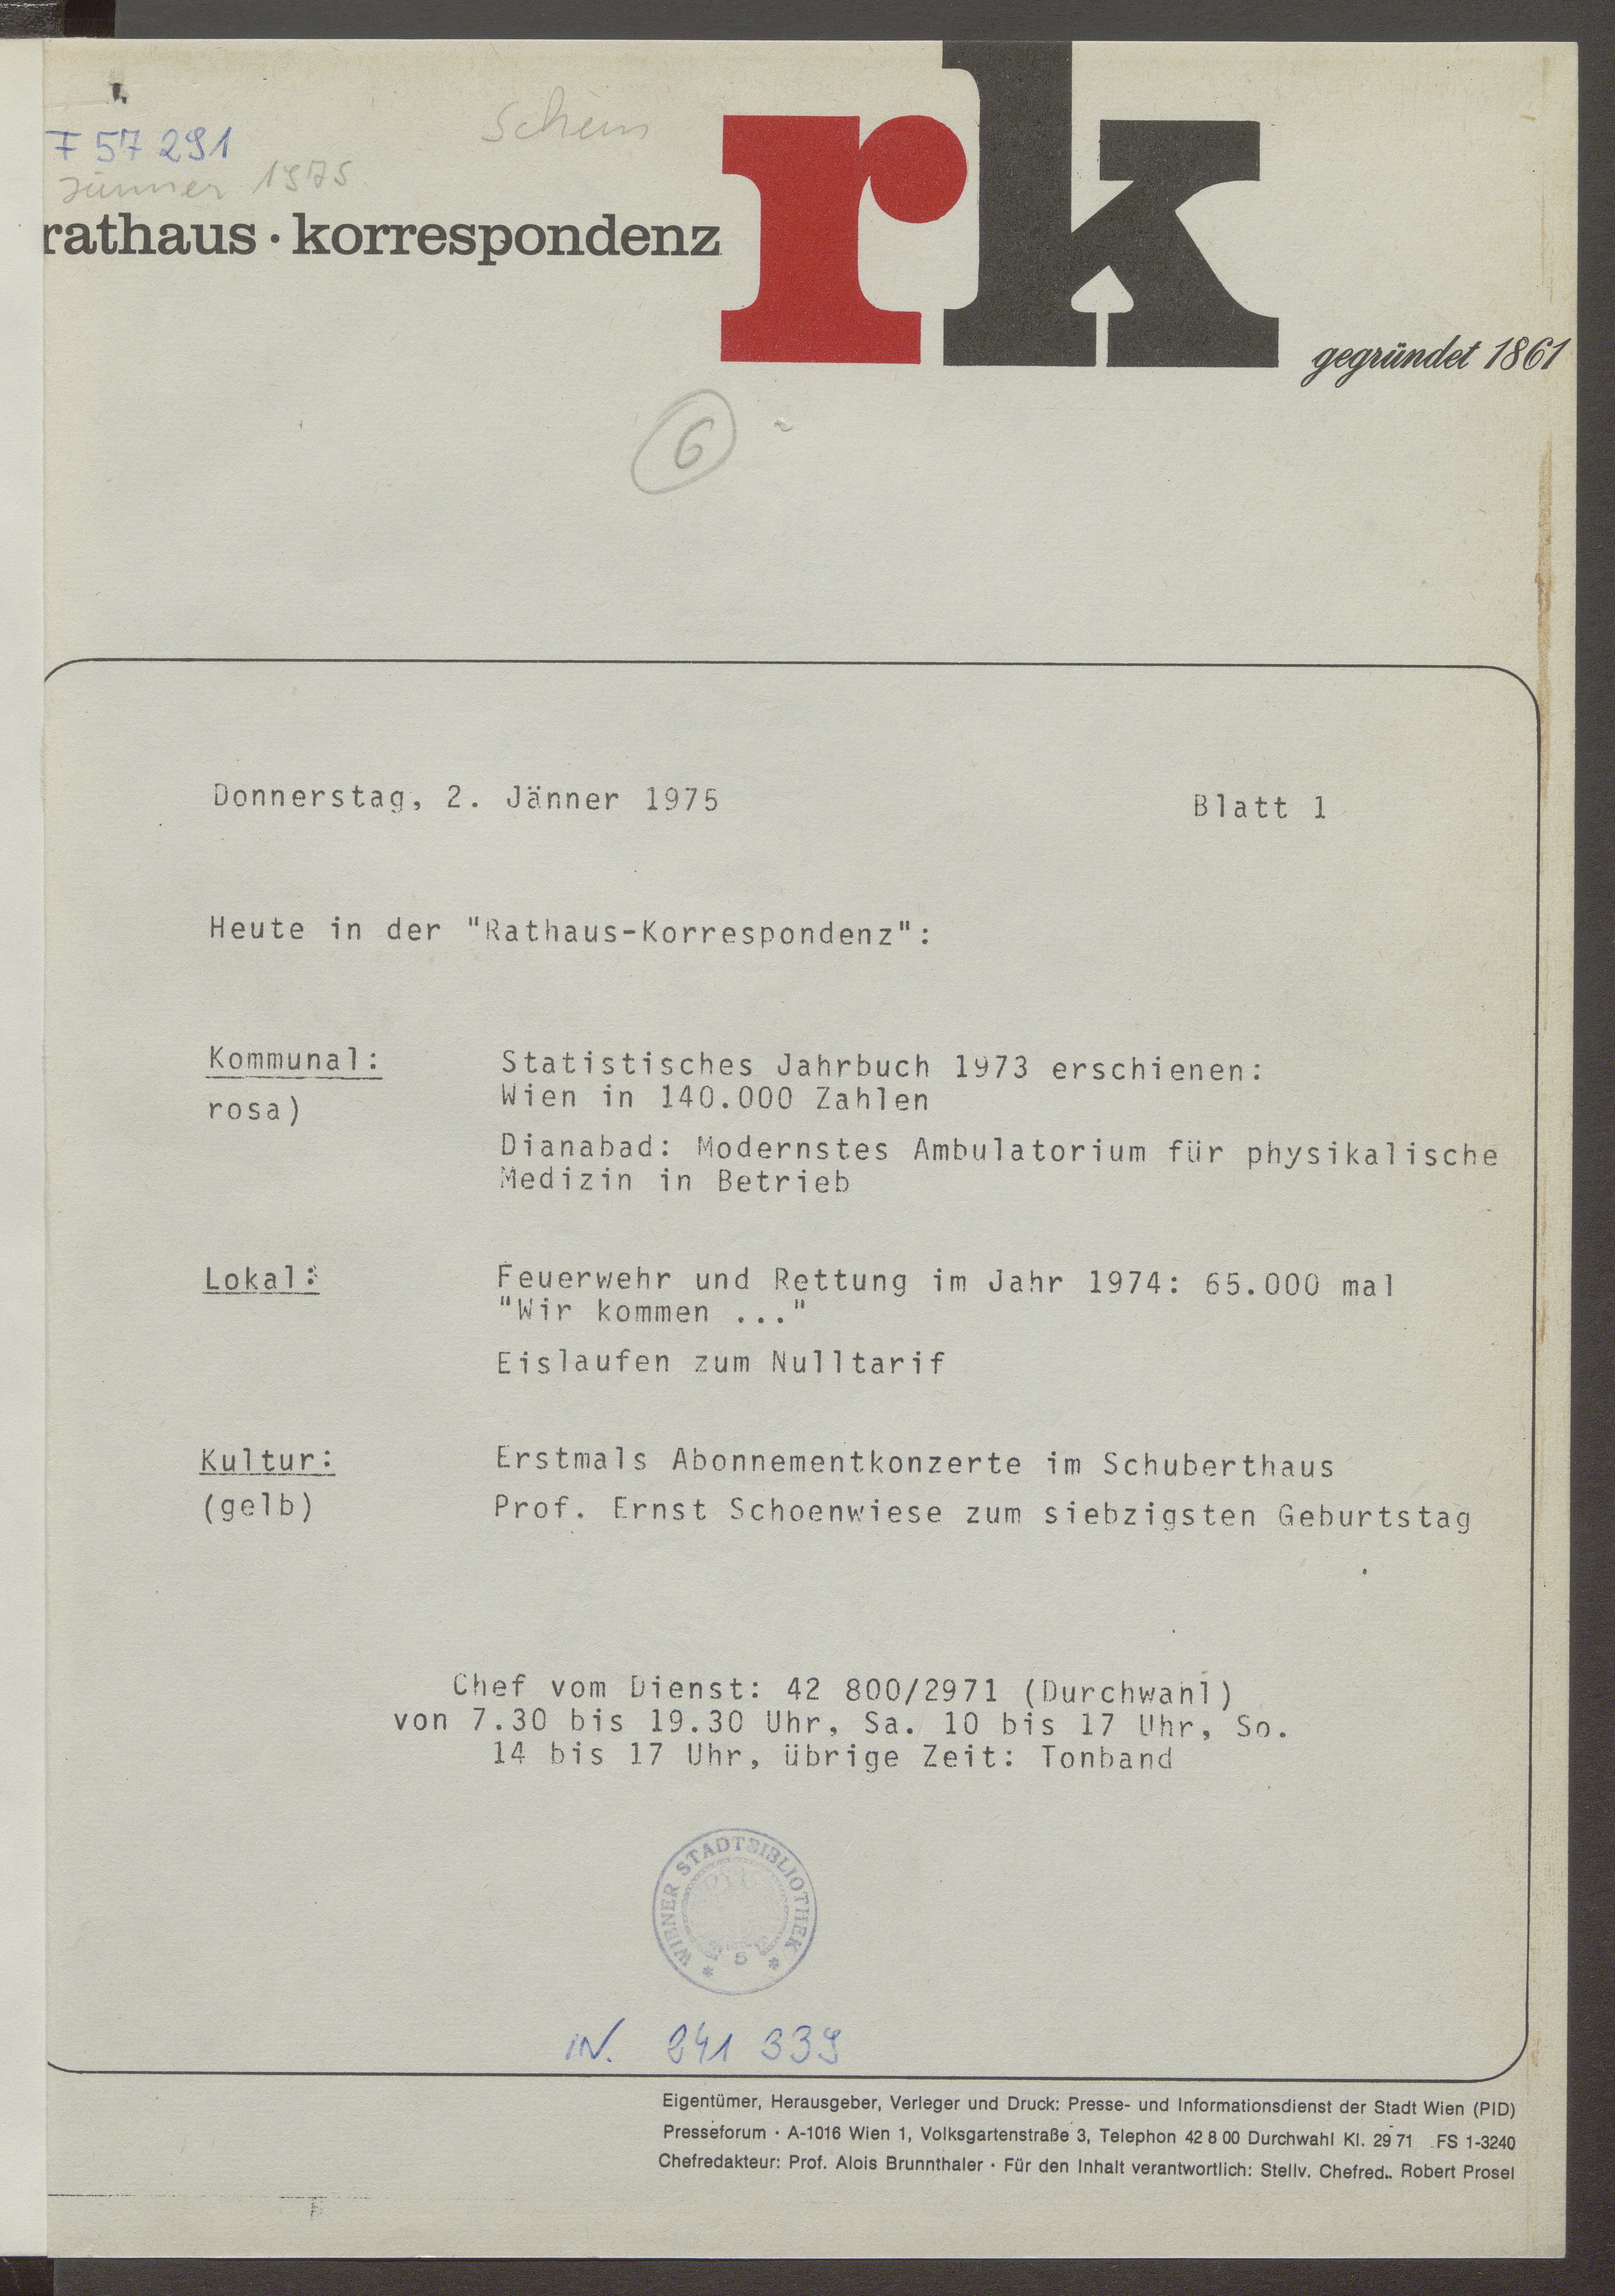 F 57 291
Jänner 1975
Schein
rathaus · korrespondenz
rk
gegründet 1861
6
Donnerstag, 2. Jänner 1975 Blatt 1
Heute in der "Rathaus-Korrespondenz":
Kommunal: Statistisches Jahrbuch 1973 erschienen:
rosa) Wien in 140.000 Zahlen
Dianabad: Modernstes Ambulatorium für physikalische
Medizin in Betrieb
Lokal: Feuerwehr und Rettung im Jahr 1974: 65.000 mal
"Wir kommen ..."
Eislaufen zum Nulltarif
Kultur: Erstmals Abonnementkonzerte im Schuberthaus
(gelb) Prof. Ernst Schoenwiese zum siebzigsten Geburtstag
Chef vom Dienst: 42 800/2971 (Durchwahl)
von 7.30 bis 19.30 Uhr, Sa. 10 bis 17 Uhr, So.
14 bis 17 Uhr, übrige Zeit: Tonband
WIENER STADTBIBLIOTHEK
* 5 *
IN. 241 339
Eigentümer, Herausgeber, Verleger und Druck: Presse- und Informationsdienst der Stadt Wien (PID)
Presseforum · A-1016 Wien 1, Volksgartenstraße 3, Telephon 42 8 00 Durchwahl Kl. 29 71 FS 1-3240
Chefredakteur: Prof. Alois Brunnthaler · Für den Inhalt verantwortlich: Stellv. Chefred. Robert Prosel